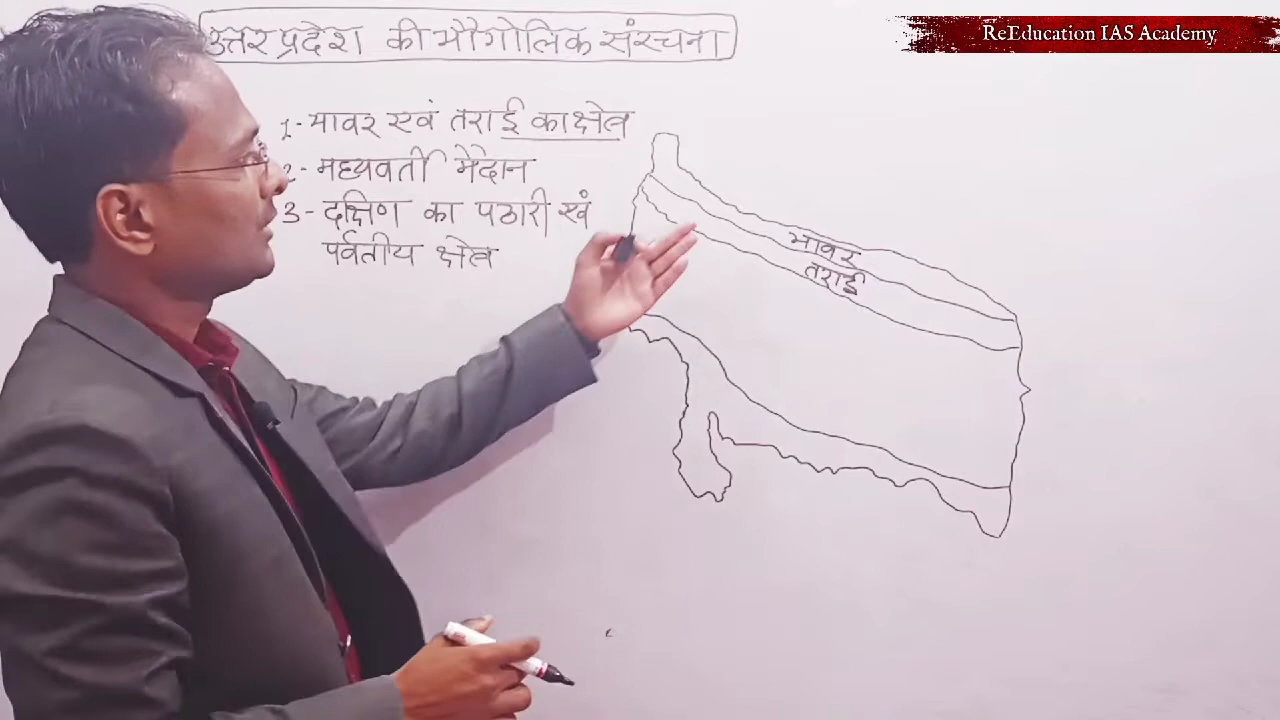 उत्तर प्रदेश की भौगोलिक संरचना
ReEducation IAS Academy
1- भावर एवं तराई का क्षेत्र
2- मध्यवर्ती मैदान
3- दक्षिण का पठारी एवं
पर्वतीय क्षेत्र
भावर
तराई